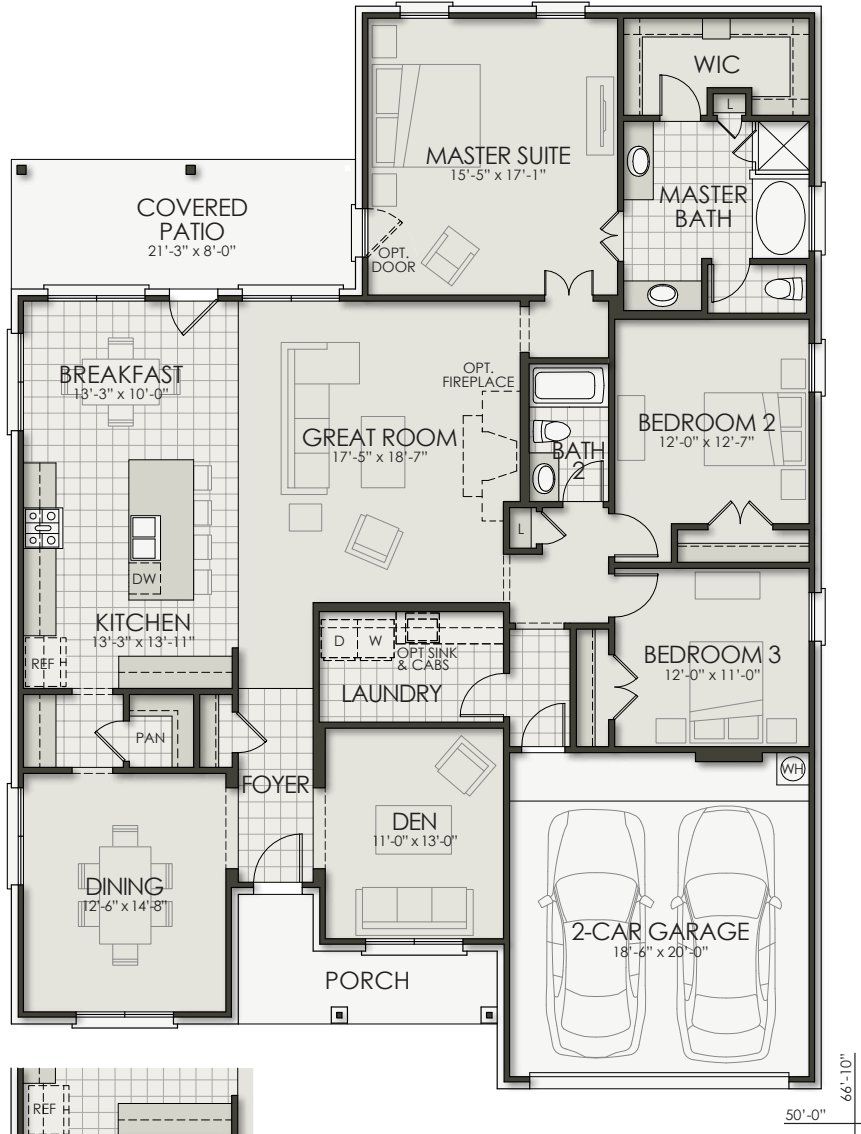 WIC
L
MASTER SUITE
15'-5" x 17'-1"
MASTER
BATH
COVERED
PATIO
21'-3" x 8'-0"
OPT.
DOOR
BREAKFAST
13'-3" x 10'-0"
OPT.
FIREPLACE
GREAT ROOM
17'-5" x 18'-7"
BATH
2
BEDROOM 2
12'-0" x 12'-7"
L
DW
KITCHEN
13'-3" x 13'-11"
REF
D
W
OPT SINK
& CABS
LAUNDRY
BEDROOM 3
12'-0" x 11'-0"
PAN
FOYER
WH
DEN
11'-0" x 13'-0"
DINING
12'-6" x 14'-8"
2-CAR GARAGE
18'-6" x 20'-0"
PORCH
REF
66'-10"
50'-0"